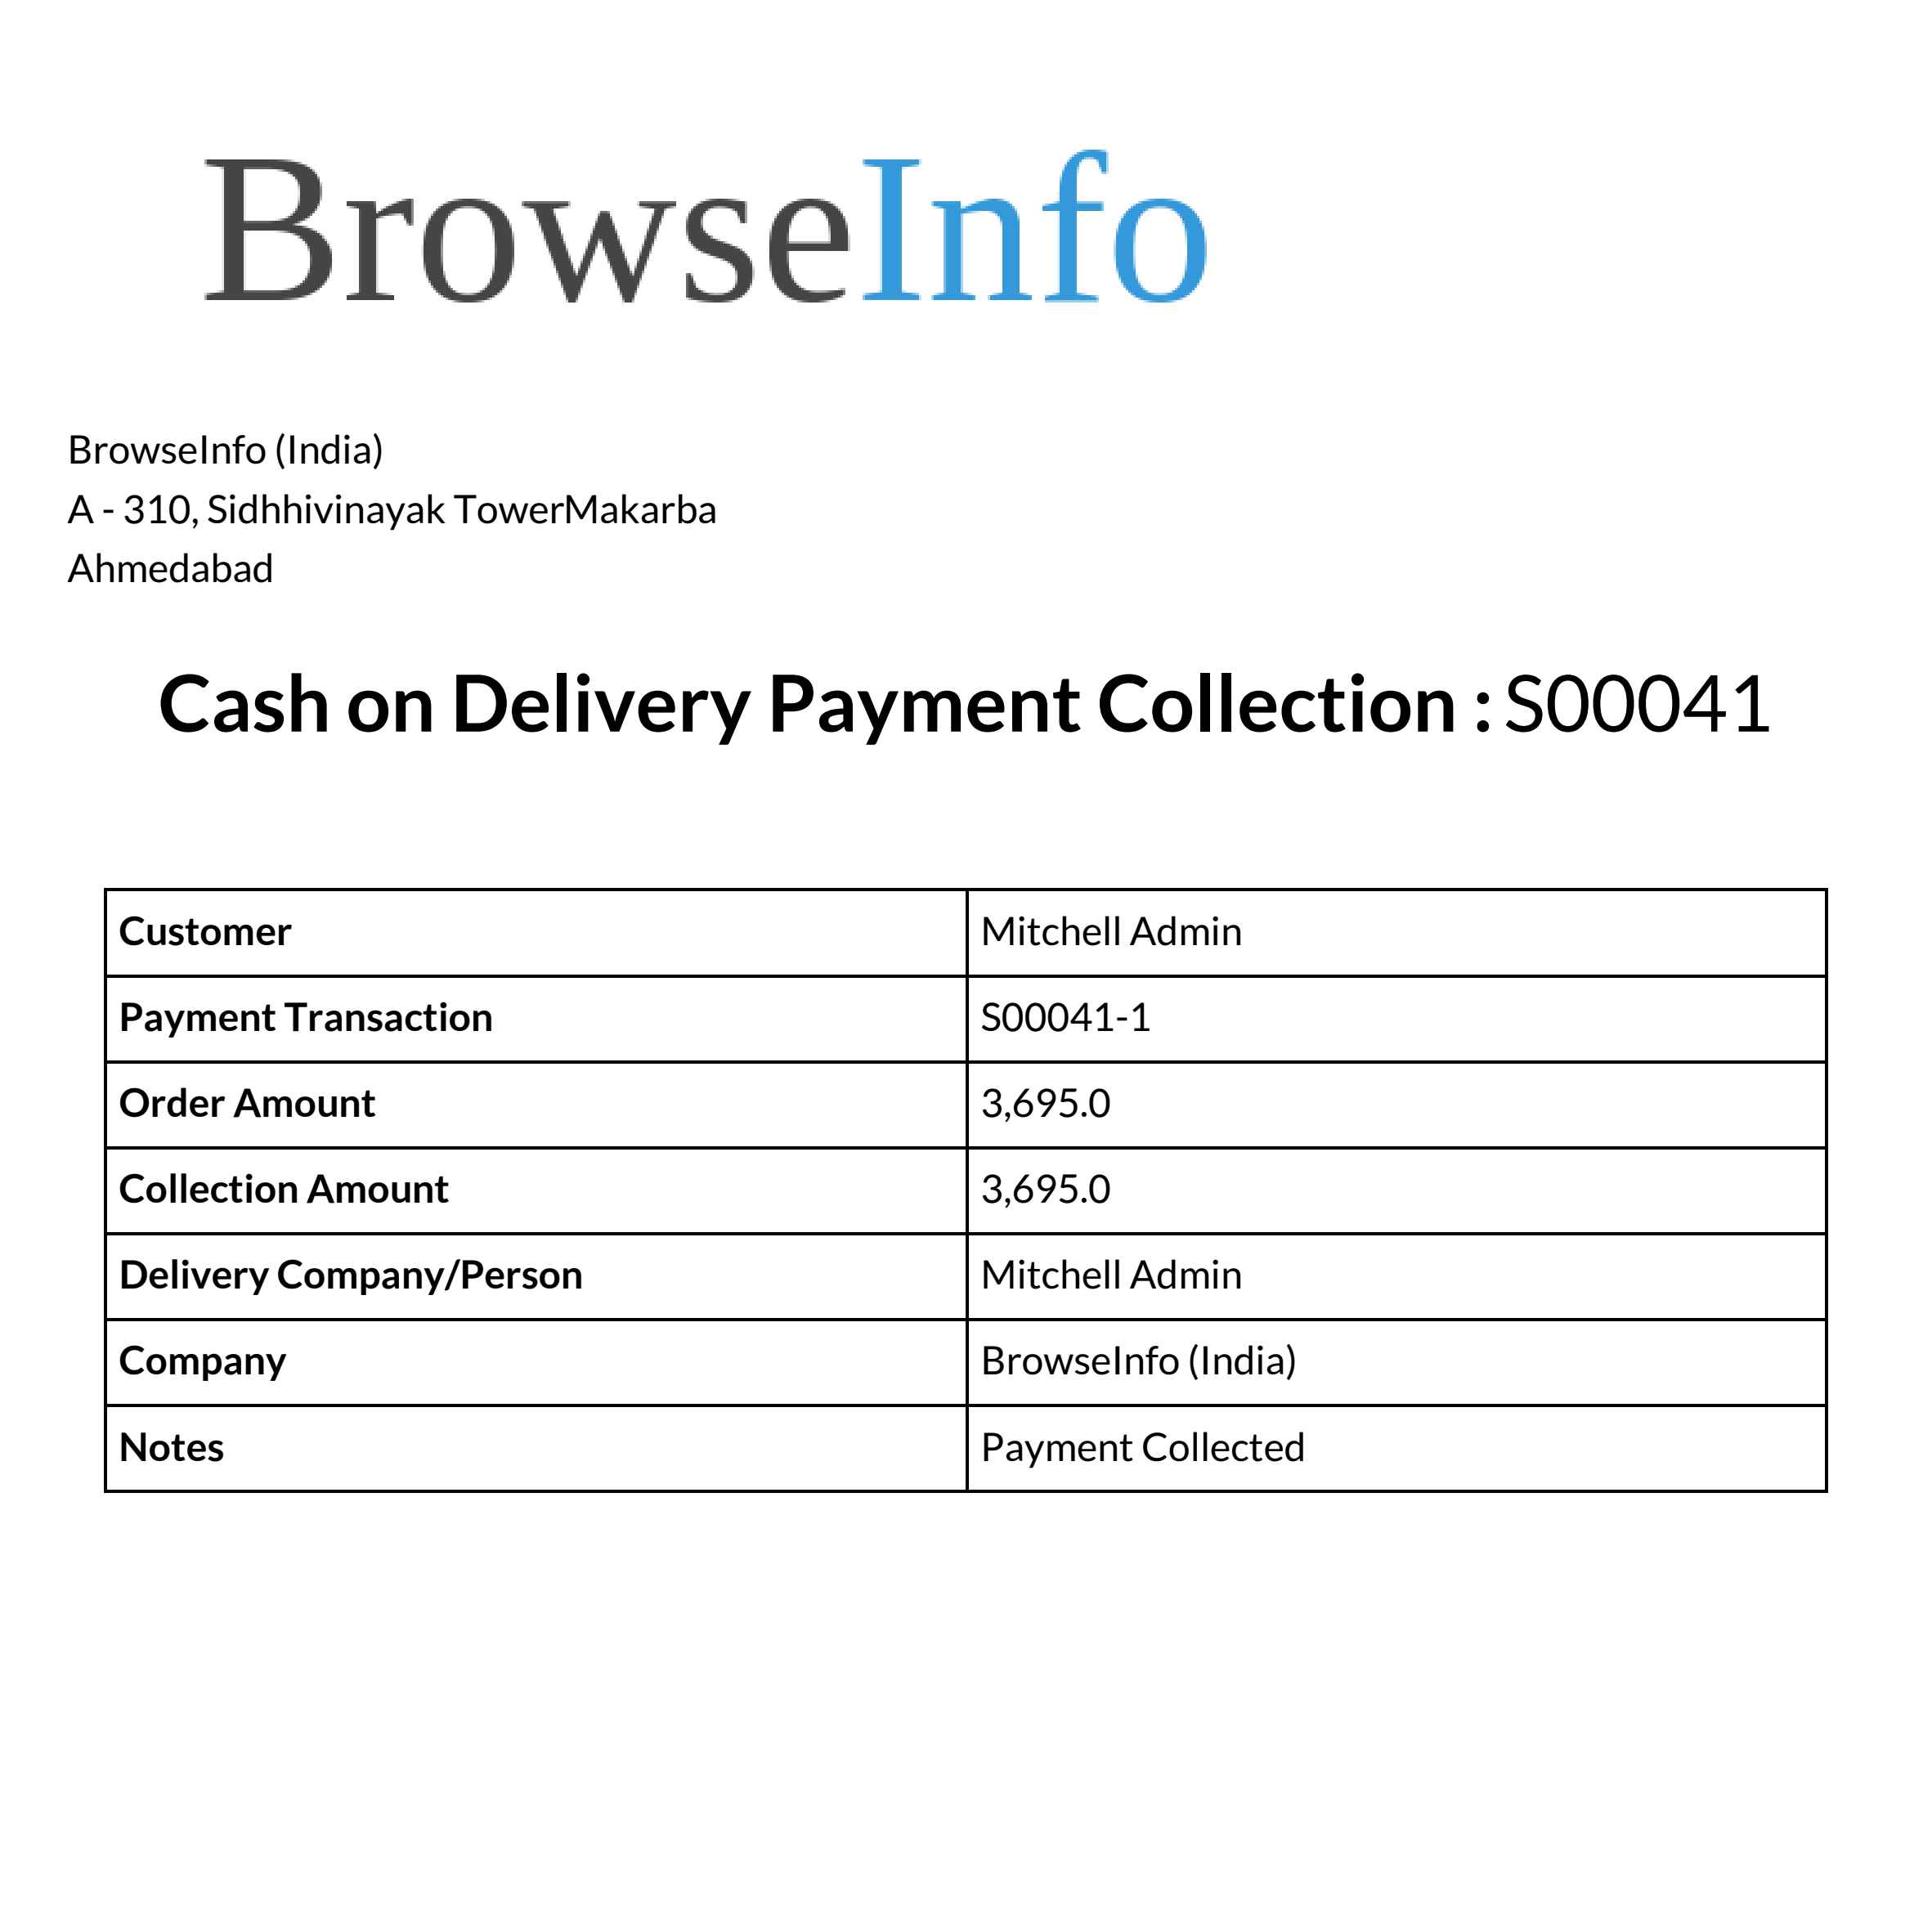 BrowseInfo
BrowseInfo (India)
A - 310, Sidhhivinayak TowerMakarba
Ahmedabad
Cash on Delivery Payment Collection : S00041
Customer Mitchell Admin
Payment Transaction S00041-1
Order Amount 3,695.0
Collection Amount 3,695.0
Delivery Company/Person Mitchell Admin
Company BrowseInfo (India)
Notes Payment Collected